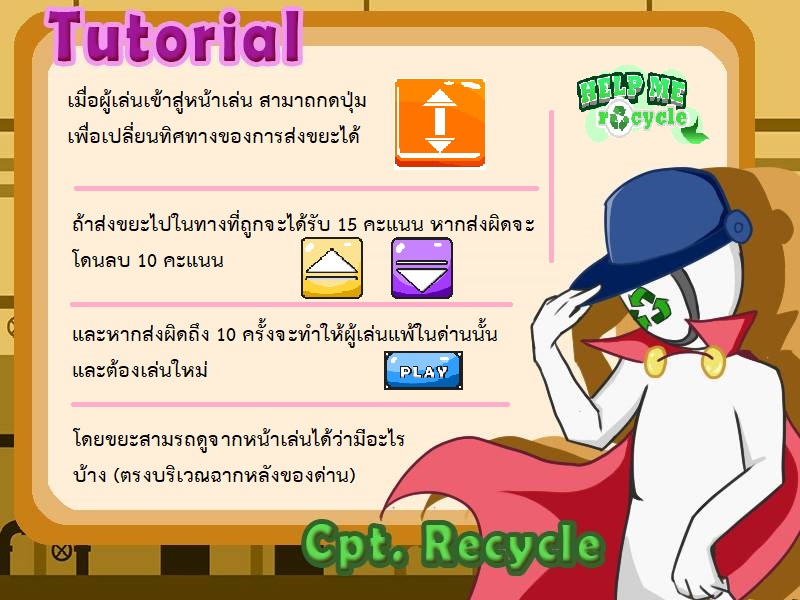 Tutorial
เมื่อผู้เล่นเข้าสู่หน้าเล่น สามาถกดปุ่ม
เพื่อเปลี่ยนทิศทางของการส่งขยะได้
HELP ME
recycle
ถ้าส่งขยะไปในทางที่ถูกจะได้รับ 15 คะแนน หากส่งผิดจะ
โดนลบ 10 คะแนน
และหากส่งผิดถึง 10 ครั้งจะทำให้ผู้เล่นแพ้ในด่านนั้น
และต้องเล่นใหม่
PLAY
โดยขยะสามรถดูจากหน้าเล่นได้ว่ามีอะไร
บ้าง (ตรงบริเวณฉากหลังของด่าน)
Cpt. Recycle